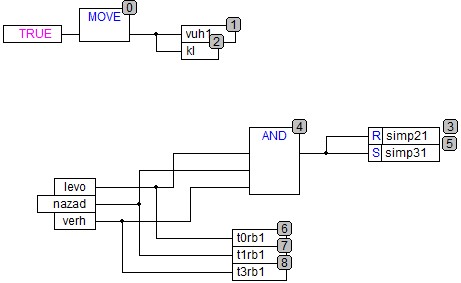 MOVE 0
TRUE
vuh1 1
kl 2
AND 4
R simp21 3
S simp31 5
levo
nazad
verh
t0rb1 6
t1rb1 7
t3rb1 8